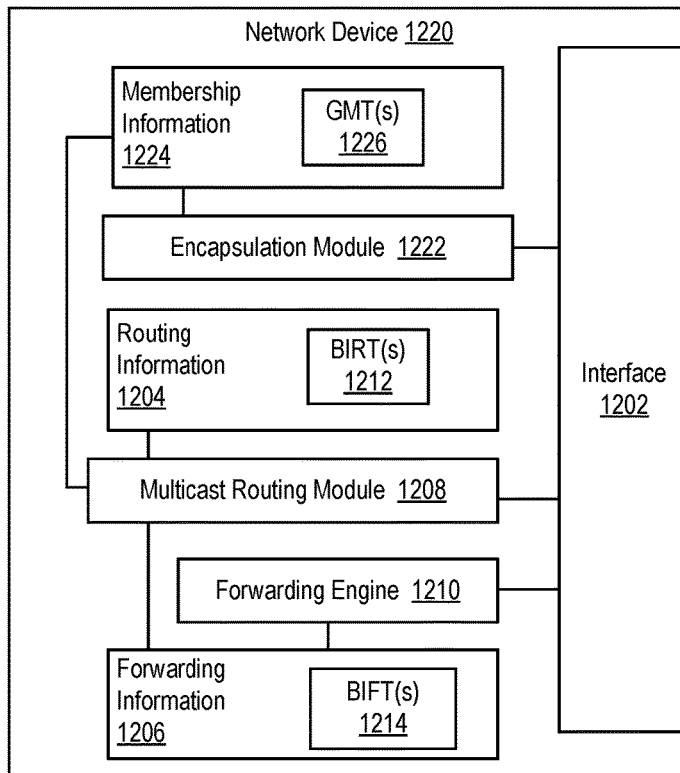 Network Device 1220
Membership
Information
1224
GMT(s)
1226
Encapsulation Module 1222
Routing
Information
1204
BIRT(s)
1212
Interface
1202
Multicast Routing Module 1208
Forwarding Engine 1210
Forwarding
Information
1206
BIFT(s)
1214